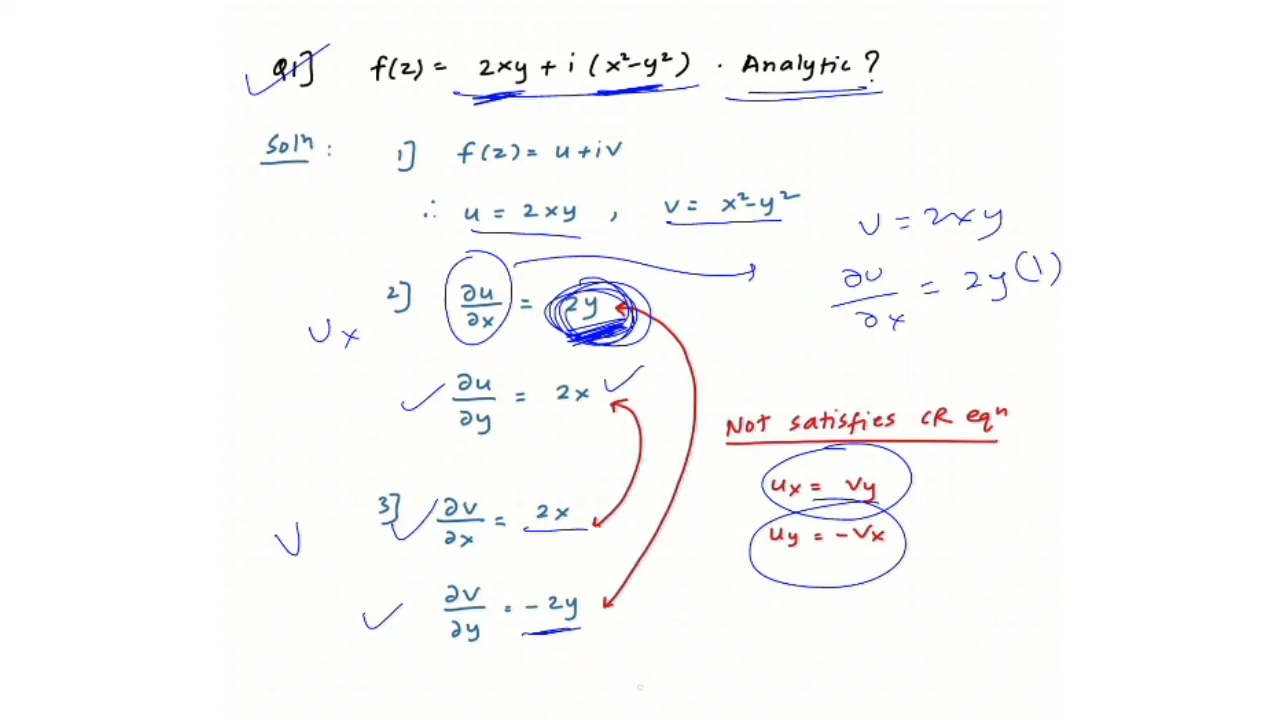 Q1] f(z) = 2xy + i (x²-y²) . Analytic ?
Solⁿ : 1] f(z) = u + iv
∴ u = 2xy , v = x²-y²
u = 2xy
2] ∂u/∂x = 2y
∂u/∂x = 2y(1)
Ux
∂u/∂y = 2x
Not satisfies CR eqⁿ
ux = vy
uy = -vx
3] ∂v/∂x = 2x
V
∂v/∂y = -2y